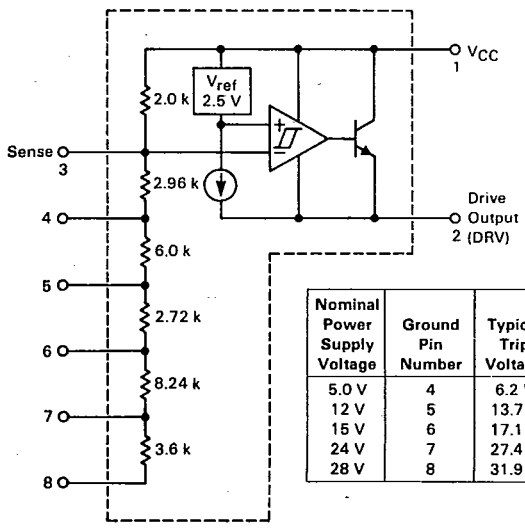 VCC
1
Vref
2.5 V
2.0 k
+
–
Sense
3
2.96 k
4
6.0 k
Drive
Output
(DRV)
2
5
2.72 k
6
8.24 k
7
3.6 k
8
Nominal Power Supply Voltage Ground Pin Number
5.0 V 4 6.2
12 V 5 13.7
15 V 6 17.1
24 V 7 27.4
28 V 8 31.9